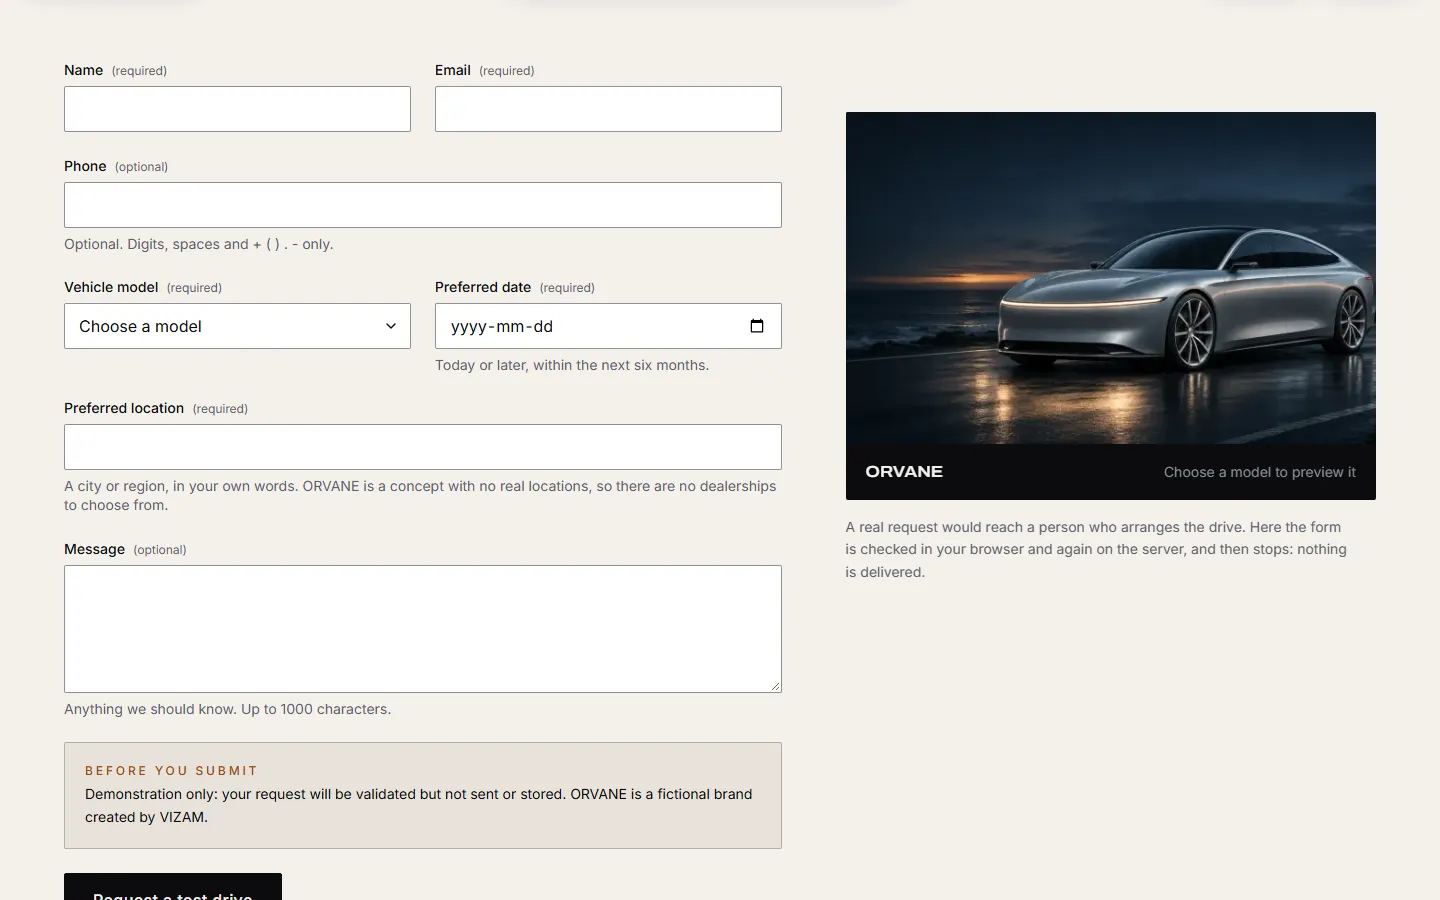 Name (required)
Email (required)
Phone (optional)
Optional. Digits, spaces and + ( ) . - only.
Vehicle model (required)
Preferred date (required)
Choose a model
yyyy-mm-dd
Today or later, within the next six months.
Preferred location (required)
A city or region, in your own words. ORVANE is a concept with no real locations, so there are no dealerships
to choose from.
Message (optional)
Anything we should know. Up to 1000 characters.
BEFORE YOU SUBMIT
Demonstration only: your request will be validated but not sent or stored. ORVANE is a fictional brand
created by VIZAM.
Request a test drive
ORVANE
Choose a model to preview it
A real request would reach a person who arranges the drive. Here the form
is checked in your browser and again on the server, and then stops: nothing
is delivered.